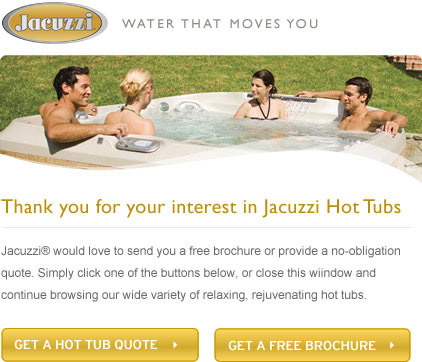 Jacuzzi
WATER THAT MOVES YOU
Thank you for your interest in Jacuzzi Hot Tubs
Jacuzzi® would love to send you a free brochure or provide a no-obligation
quote. Simply click one of the buttons below, or close this wiindow and
continue browsing our wide variety of relaxing, rejuvenating hot tubs.
GET A HOT TUB QUOTE
GET A FREE BROCHURE